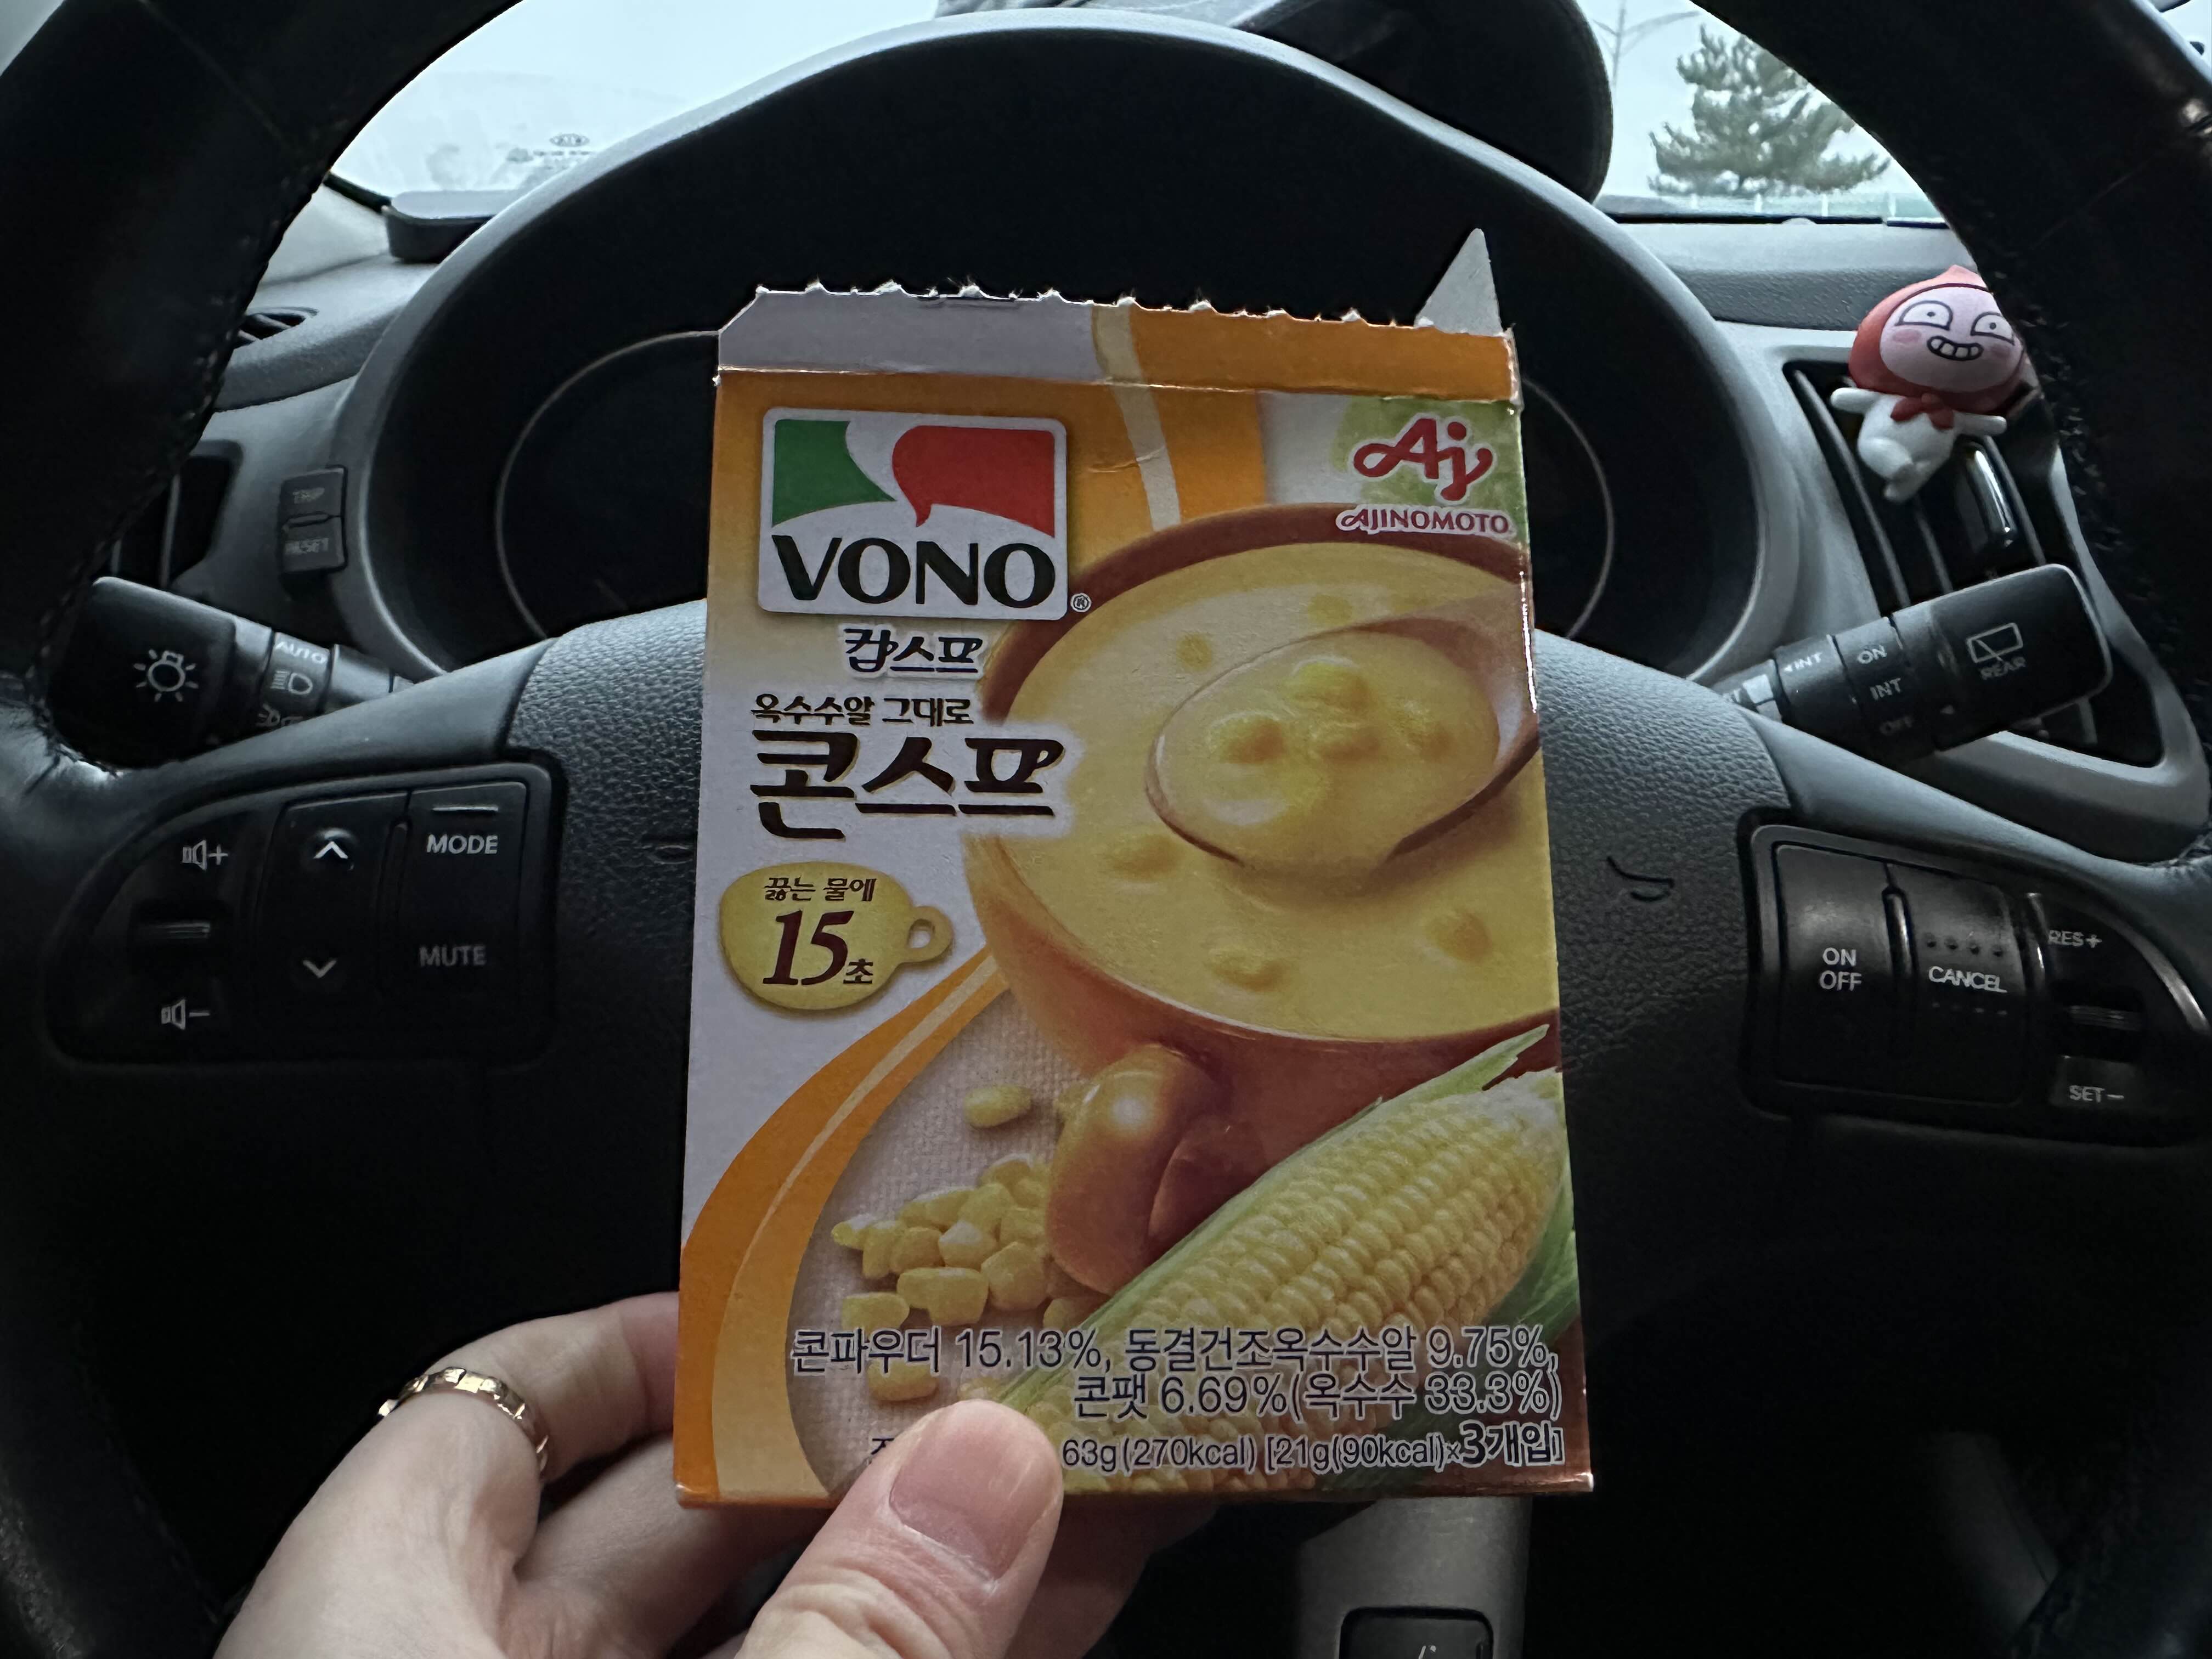 VONO®
컵스프
옥수수알 그대로
콘스프
끓는 물에
15초
Aj
AJINOMOTO
콘파우더 15.13%, 동결건조옥수수알 9.75%,
콘팻 6.69%(옥수수 33.3%)
63g(270kcal) [21g(90kcal)×3개입]
TRIP
RESET
AUTO
MODE
MUTE
INT
ON
INT
OFF
REAR
ON
OFF
CANCEL
RES+
SET−